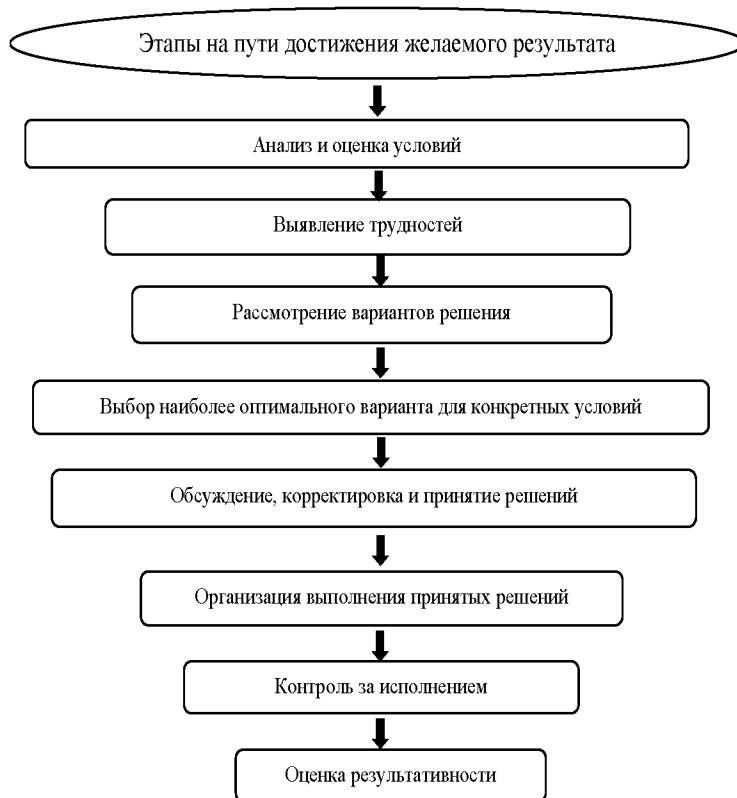 Этапы на пути достижения желаемого результата
Анализ и оценка условий
Выявление трудностей
Рассмотрение вариантов решения
Выбор наиболее оптимального варианта для конкретных условий
Обсуждение, корректировка и принятие решений
Организация выполнения принятых решений
Контроль за исполнением
Оценка результативности